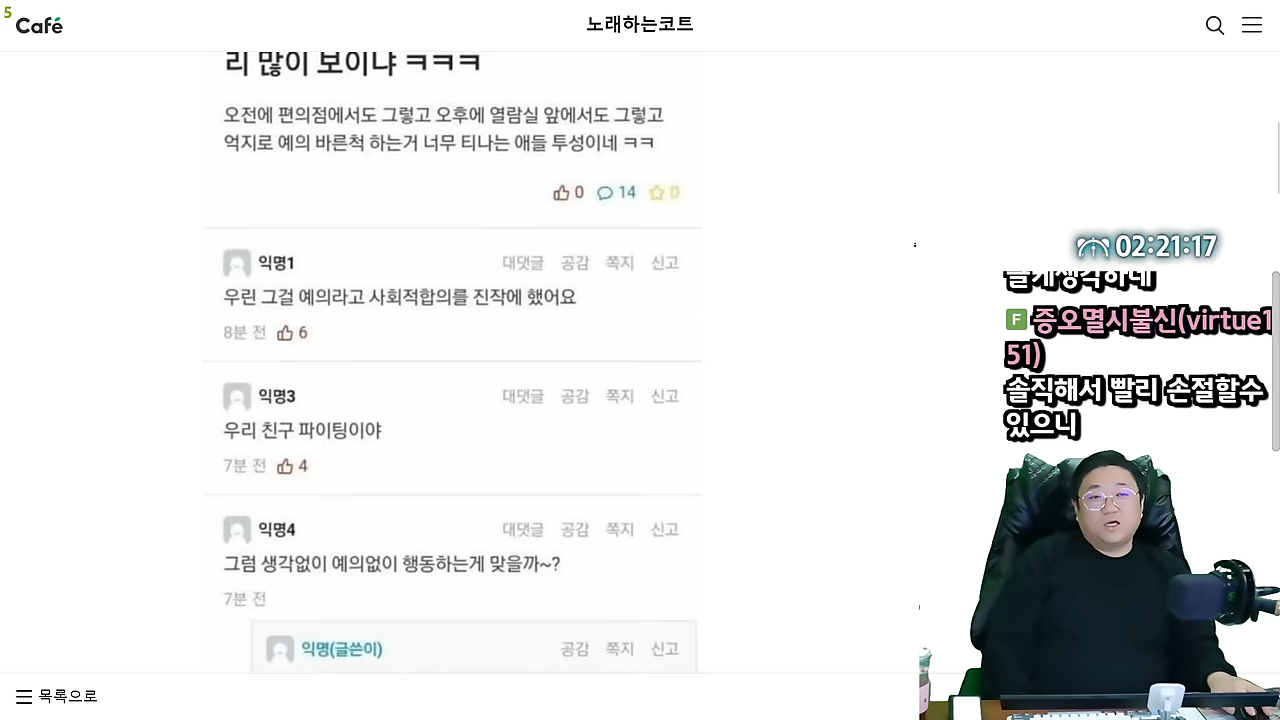 5
Café
노래하는코트
리 많이 보이냐 ㅋㅋㅋ
오전에 편의점에서도 그렇고 오후에 열람실 앞에서도 그렇고
억지로 예의 바른척 하는거 너무 티나는 애들 투성이네 ㅋㅋ
0 14 0
익명1 대댓글 공감 쪽지 신고
우린 그걸 예의라고 사회적합의를 진작에 했어요
8분 전 6
익명3 대댓글 공감 쪽지 신고
우리 친구 파이팅이야
7분 전 4
익명4 대댓글 공감 쪽지 신고
그럼 생각없이 예의없이 행동하는게 맞을까~?
7분 전
익명(글쓴이) 공감 쪽지 신고
목록으로
02:21:17
F 증오멸시불신(virtue1
51)
솔직해서 빨리 손절할수
있으니